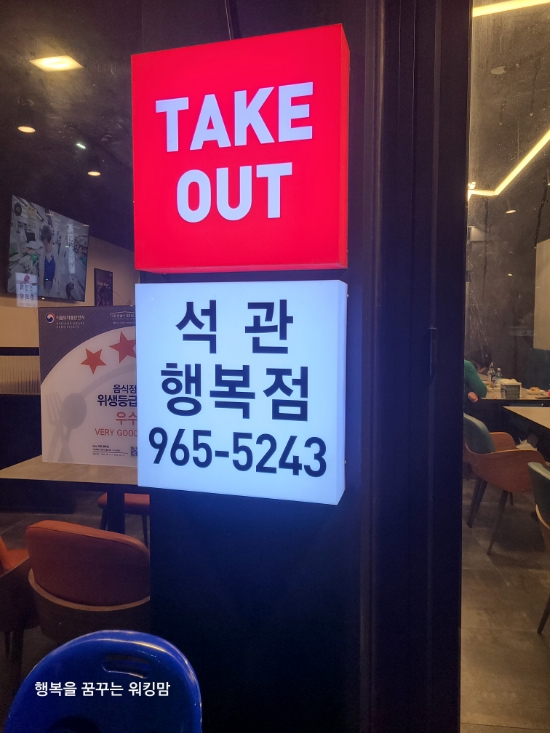 TAKE
OUT
석관
행복점
965-5243
음식점
위생등급
우수
VERY GOOD
행복을 꿈꾸는 워킹맘